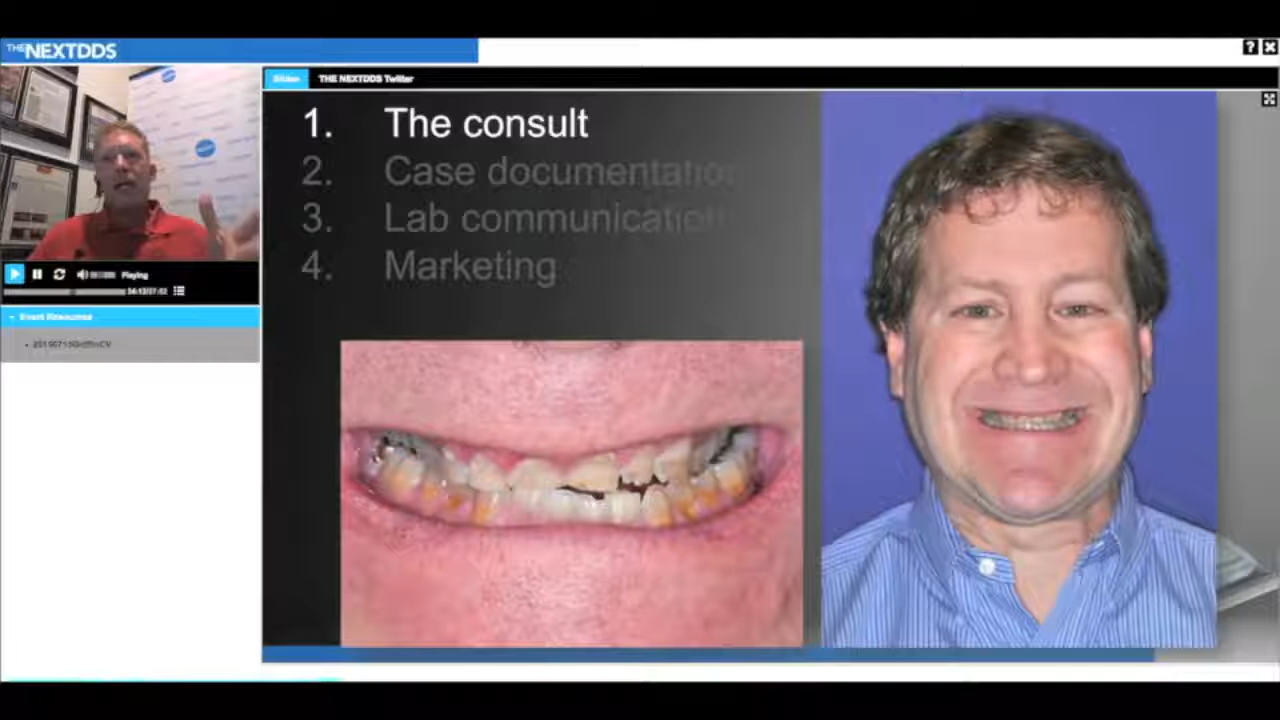 THE NEXTDDS
? X
Slides THE NEXTDDS Twitter
1. The consult
2. Case documentation
3. Lab communication
4. Marketing
Playing
Event Resources